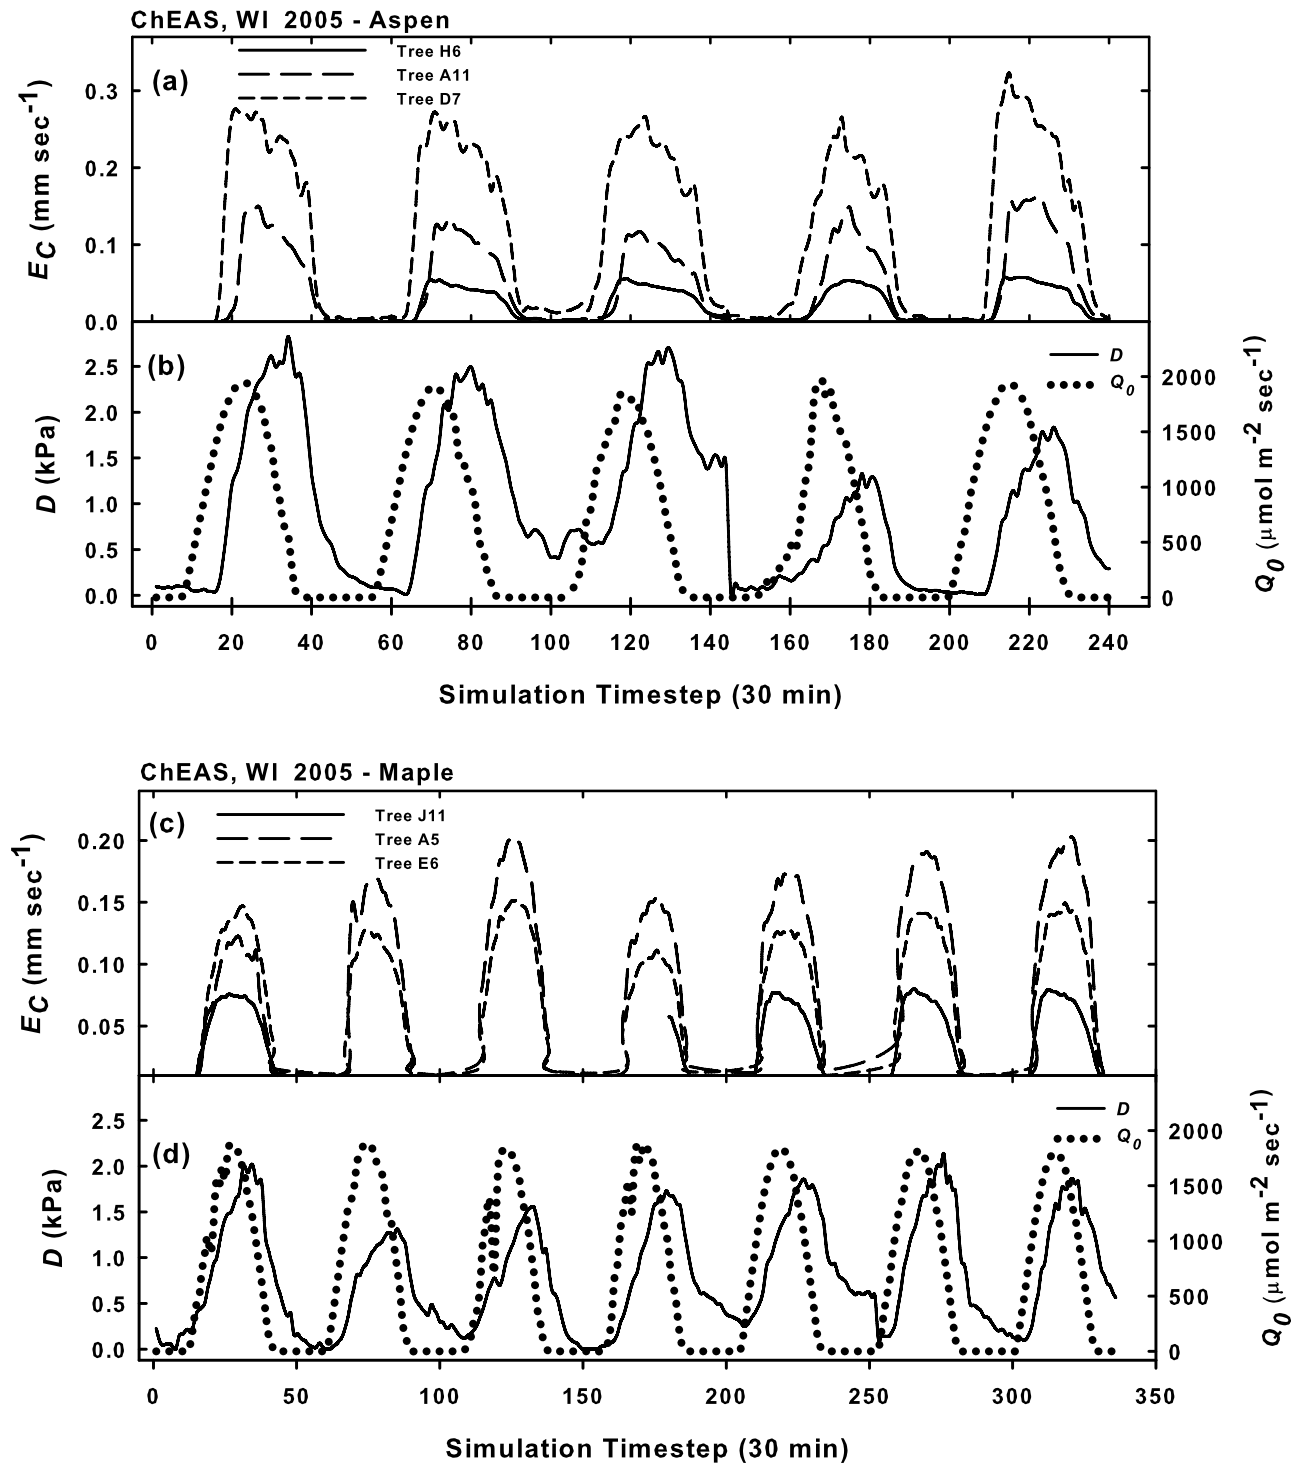 ChEAS, WI 2005 - Aspen
(a)
Tree H6
Tree A11
Tree D7
E_C (mm sec^-1)
0.3
0.2
0.1
0.0
(b)
D
Q_0
D (kPa)
2.5
2.0
1.5
1.0
0.5
0.0
2000
1500
1000
500
0
Q_0 (μmol m^-2 sec^-1)
0 20 40 60 80 100 120 140 160 180 200 220 240
Simulation Timestep (30 min)
ChEAS, WI 2005 - Maple
(c)
Tree J11
Tree A5
Tree E6
E_C (mm sec^-1)
0.20
0.15
0.10
0.05
(d)
D
Q_0
D (kPa)
2.5
2.0
1.5
1.0
0.5
0.0
2000
1500
1000
500
0
Q_0 (μmol m^-2 sec^-1)
0 50 100 150 200 250 300 350
Simulation Timestep (30 min)